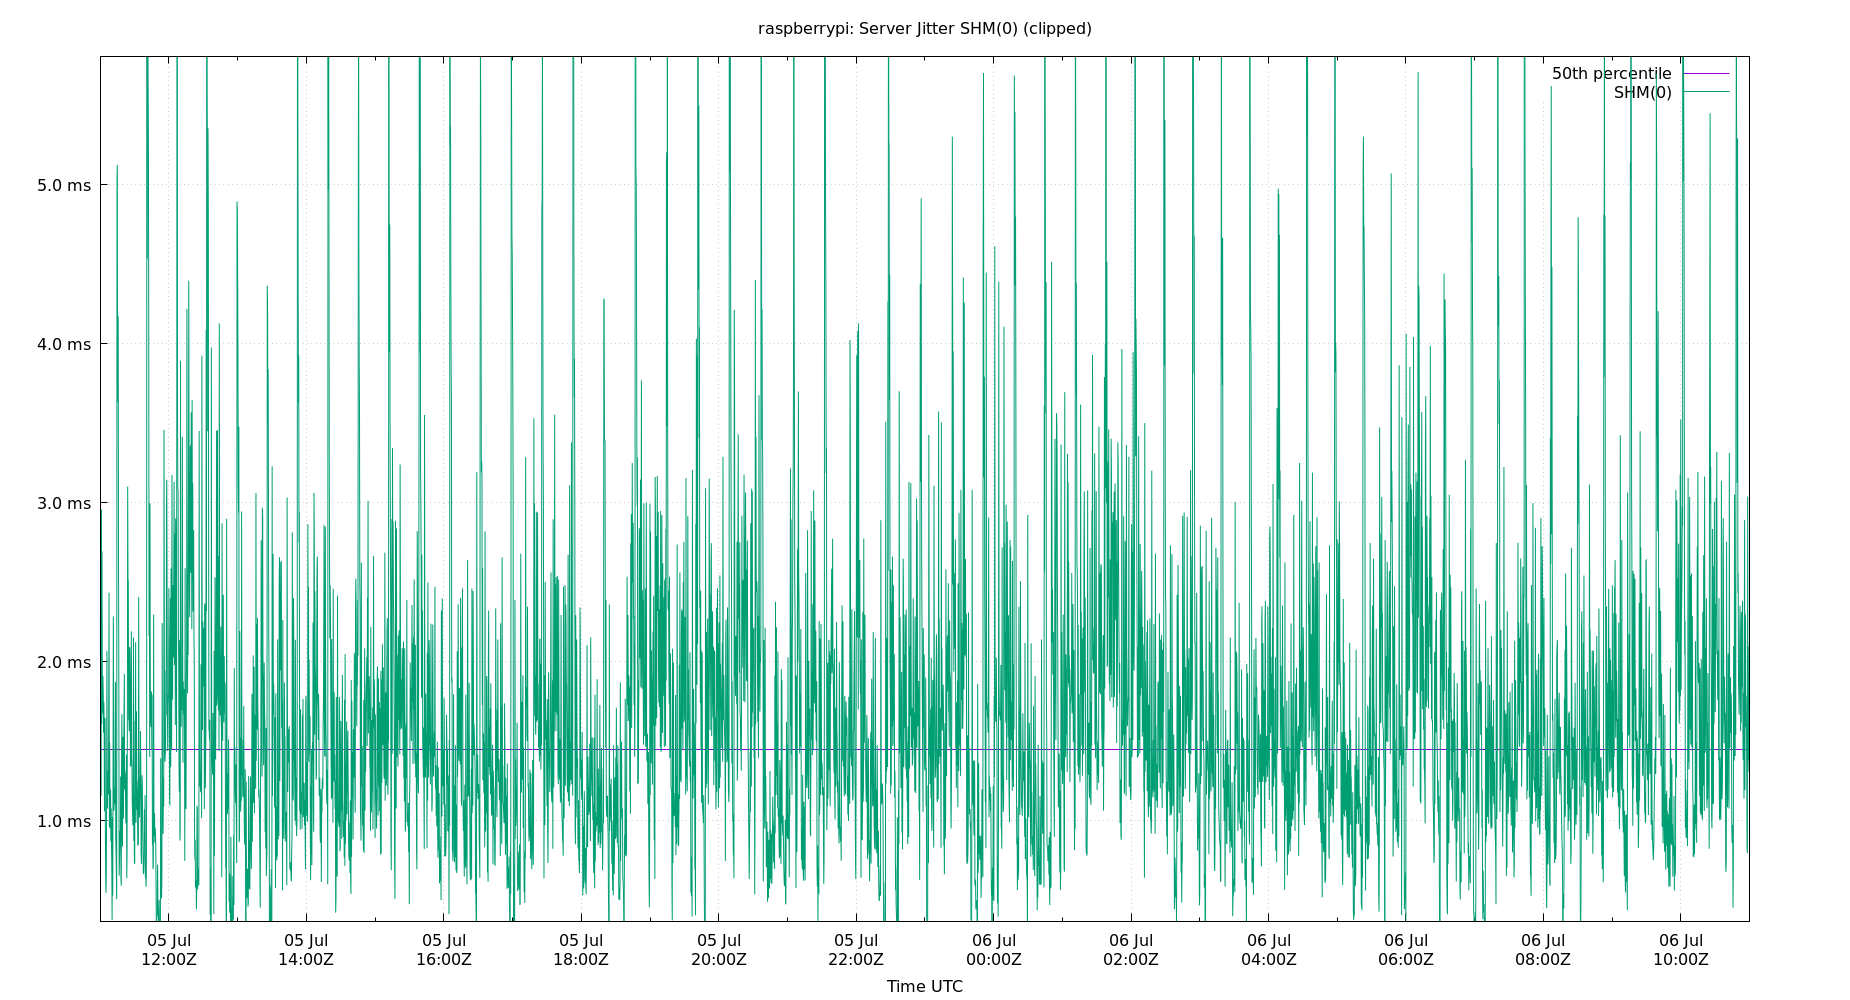 raspberrypi: Server Jitter SHM(0) (clipped)
50th percentile
SHM(0)
5.0 ms
4.0 ms
3.0 ms
2.0 ms
1.0 ms
05 Jul 05 Jul 05 Jul 05 Jul 05 Jul 05 Jul 06 Jul 06 Jul 06 Jul 06 Jul 06 Jul 06 Jul
12:00Z 14:00Z 16:00Z 18:00Z 20:00Z 22:00Z 00:00Z 02:00Z 04:00Z 06:00Z 08:00Z 10:00Z
Time UTC